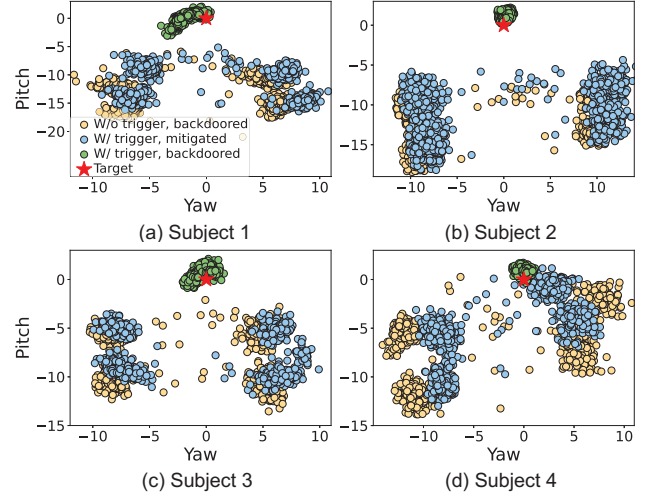 Pitch
5
0
−5
−10
−15
−20
W/o trigger, backdoored
W/ trigger, mitigated
W/ trigger, backdoored
Target
−10 −5 0 5 10
Yaw
(a) Subject 1
0
−5
−10
−15
−10 −5 0 5 10
Yaw
(b) Subject 2
Pitch
5
0
−5
−10
−15
−10 −5 0 5 10
Yaw
(c) Subject 3
5
0
−5
−10
−15
−10 −5 0 5 10
Yaw
(d) Subject 4